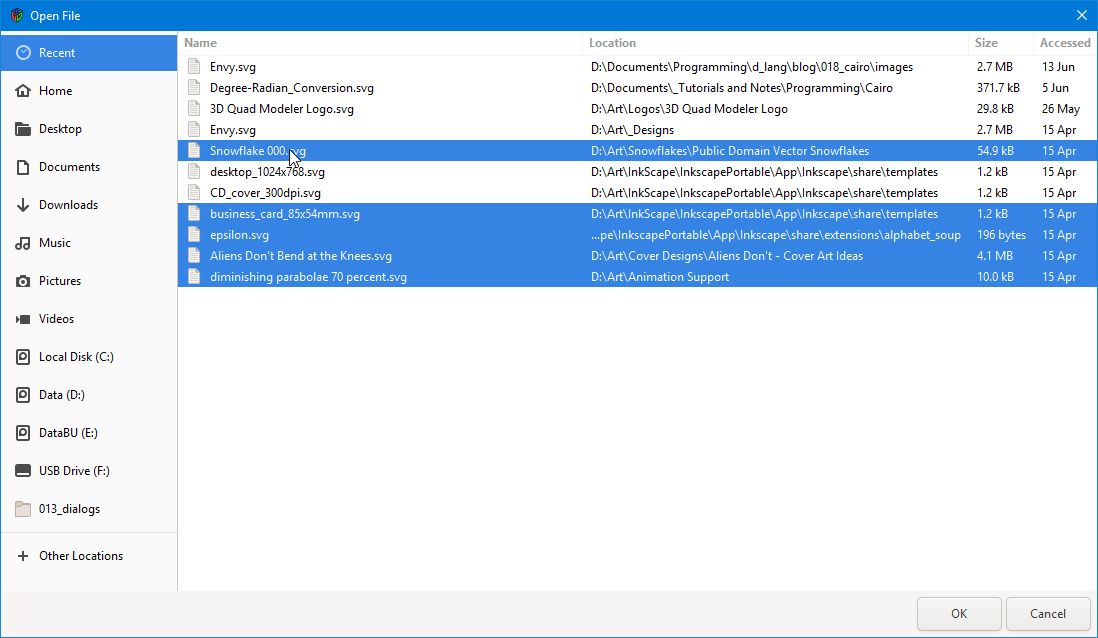 Open File
Recent
Home
Desktop
Documents
Downloads
Music
Pictures
Videos
Local Disk (C:)
Data (D:)
DataBU (E:)
USB Drive (F:)
013_dialogs
Other Locations
Name Location Size Accessed
Envy.svg D:\Documents\Programming\d_lang\blog\018_cairo\images 2.7 MB 13 Jun
Degree-Radian_Conversion.svg D:\Documents\_Tutorials and Notes\Programming\Cairo 371.7 kB 5 Jun
3D Quad Modeler Logo.svg D:\Art\Logos\3D Quad Modeler Logo 29.8 kB 26 May
Envy.svg D:\Art\_Designs 2.7 MB 15 Apr
Snowflake 000.svg D:\Art\Snowflakes\Public Domain Vector Snowflakes 54.9 kB 15 Apr
desktop_1024x768.svg D:\Art\InkScape\InkscapePortable\App\Inkscape\share\templates 1.2 kB 15 Apr
CD_cover_300dpi.svg D:\Art\InkScape\InkscapePortable\App\Inkscape\share\templates 1.2 kB 15 Apr
business_card_85x54mm.svg D:\Art\InkScape\InkscapePortable\App\Inkscape\share\templates 1.2 kB 15 Apr
epsilon.svg ...pe\InkscapePortable\App\Inkscape\share\extensions\alphabet_soup 196 bytes 15 Apr
Aliens Don't Bend at the Knees.svg D:\Art\Cover Designs\Aliens Don't - Cover Art Ideas 4.1 MB 15 Apr
diminishing parabolae 70 percent.svg D:\Art\Animation Support 10.0 kB 15 Apr
OK Cancel